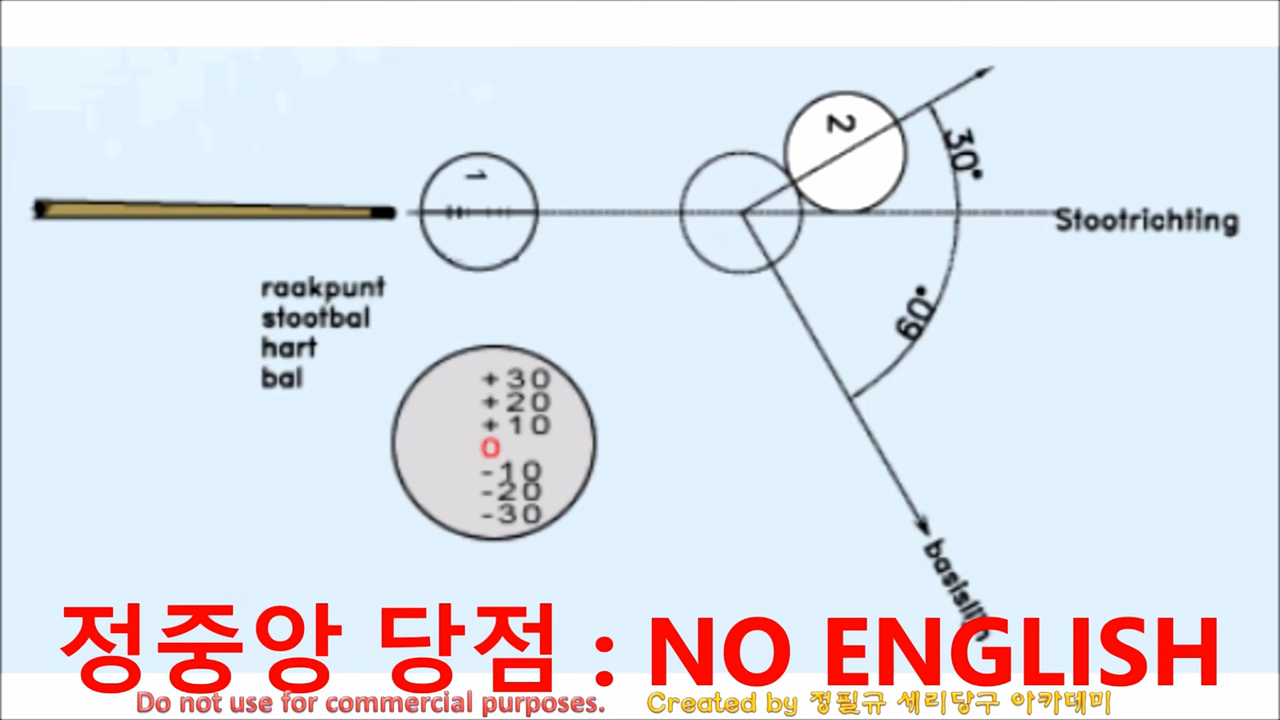 1
2
30°
Stootrichting
60°
raakpunt
stootbal
hart
bal
+30
+20
+10
0
-10
-20
-30
정중앙 당점 : NO ENGLISH
Do not use for commercial purposes.
Created by 정필규 세리당구 아카데미